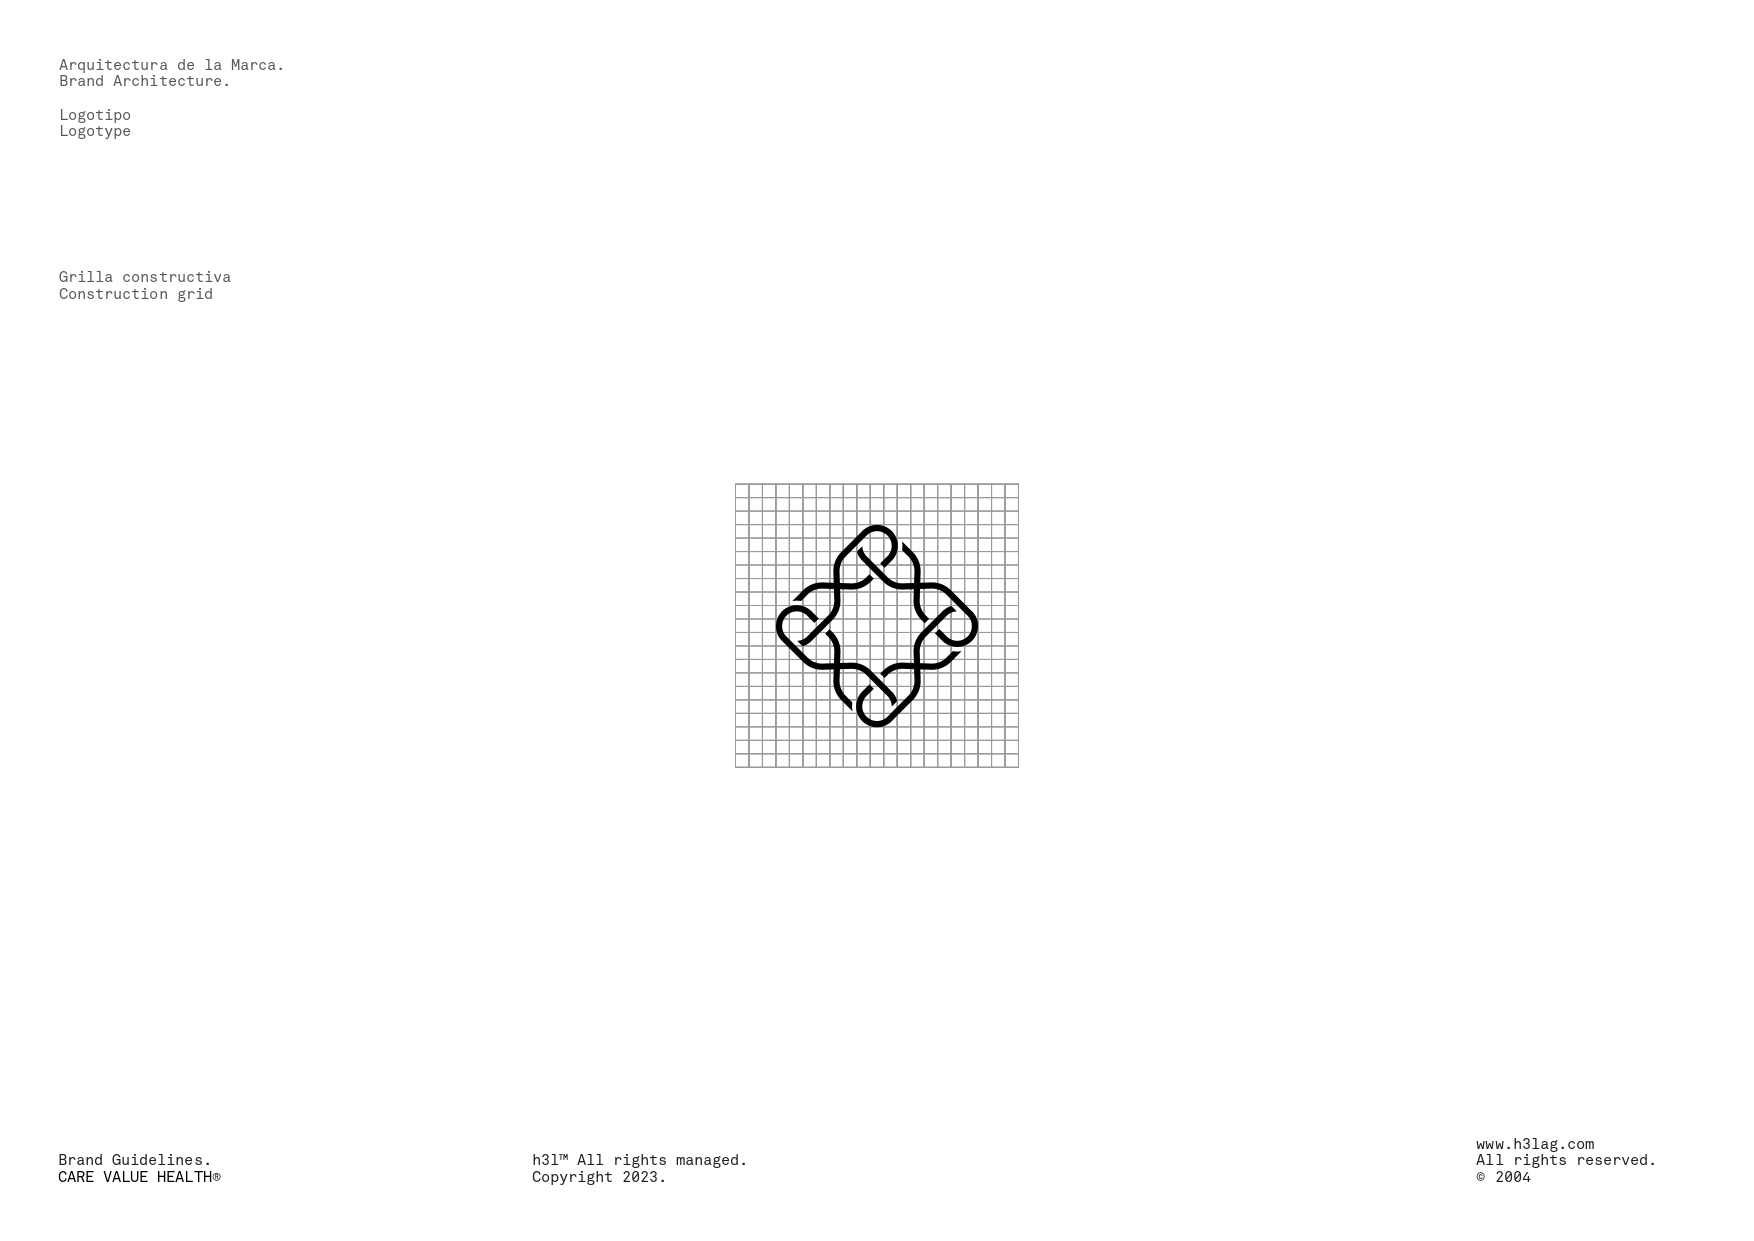 Arquitectura de la Marca.
Brand Architecture.
Logotipo
Logotype
Grilla constructiva
Construction grid
Brand Guidelines.
CARE VALUE HEALTH®
h3l™ All rights managed.
Copyright 2023.
www.h3lag.com
All rights reserved.
© 2004